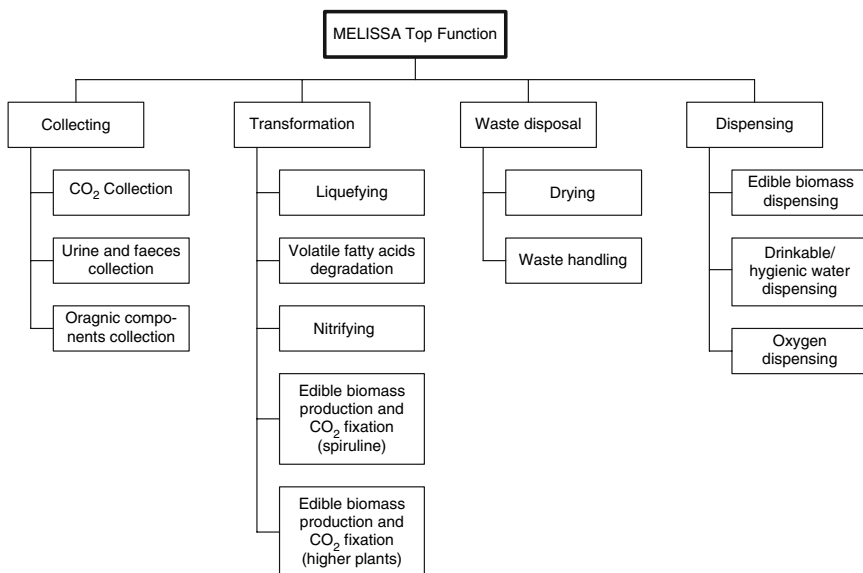 MELISSA Top Function
Collecting
Transformation
Waste disposal
Dispensing
CO₂ Collection
Urine and faeces
collection
Oragnic compo-
nents collection
Liquefying
Volatile fatty acids
degradation
Nitrifying
Edible biomass
production and
CO₂ fixation
(spiruline)
Edible biomass
production and
CO₂ fixation
(higher plants)
Drying
Waste handling
Edible biomass
dispensing
Drinkable/
hygienic water
dispensing
Oxygen
dispensing